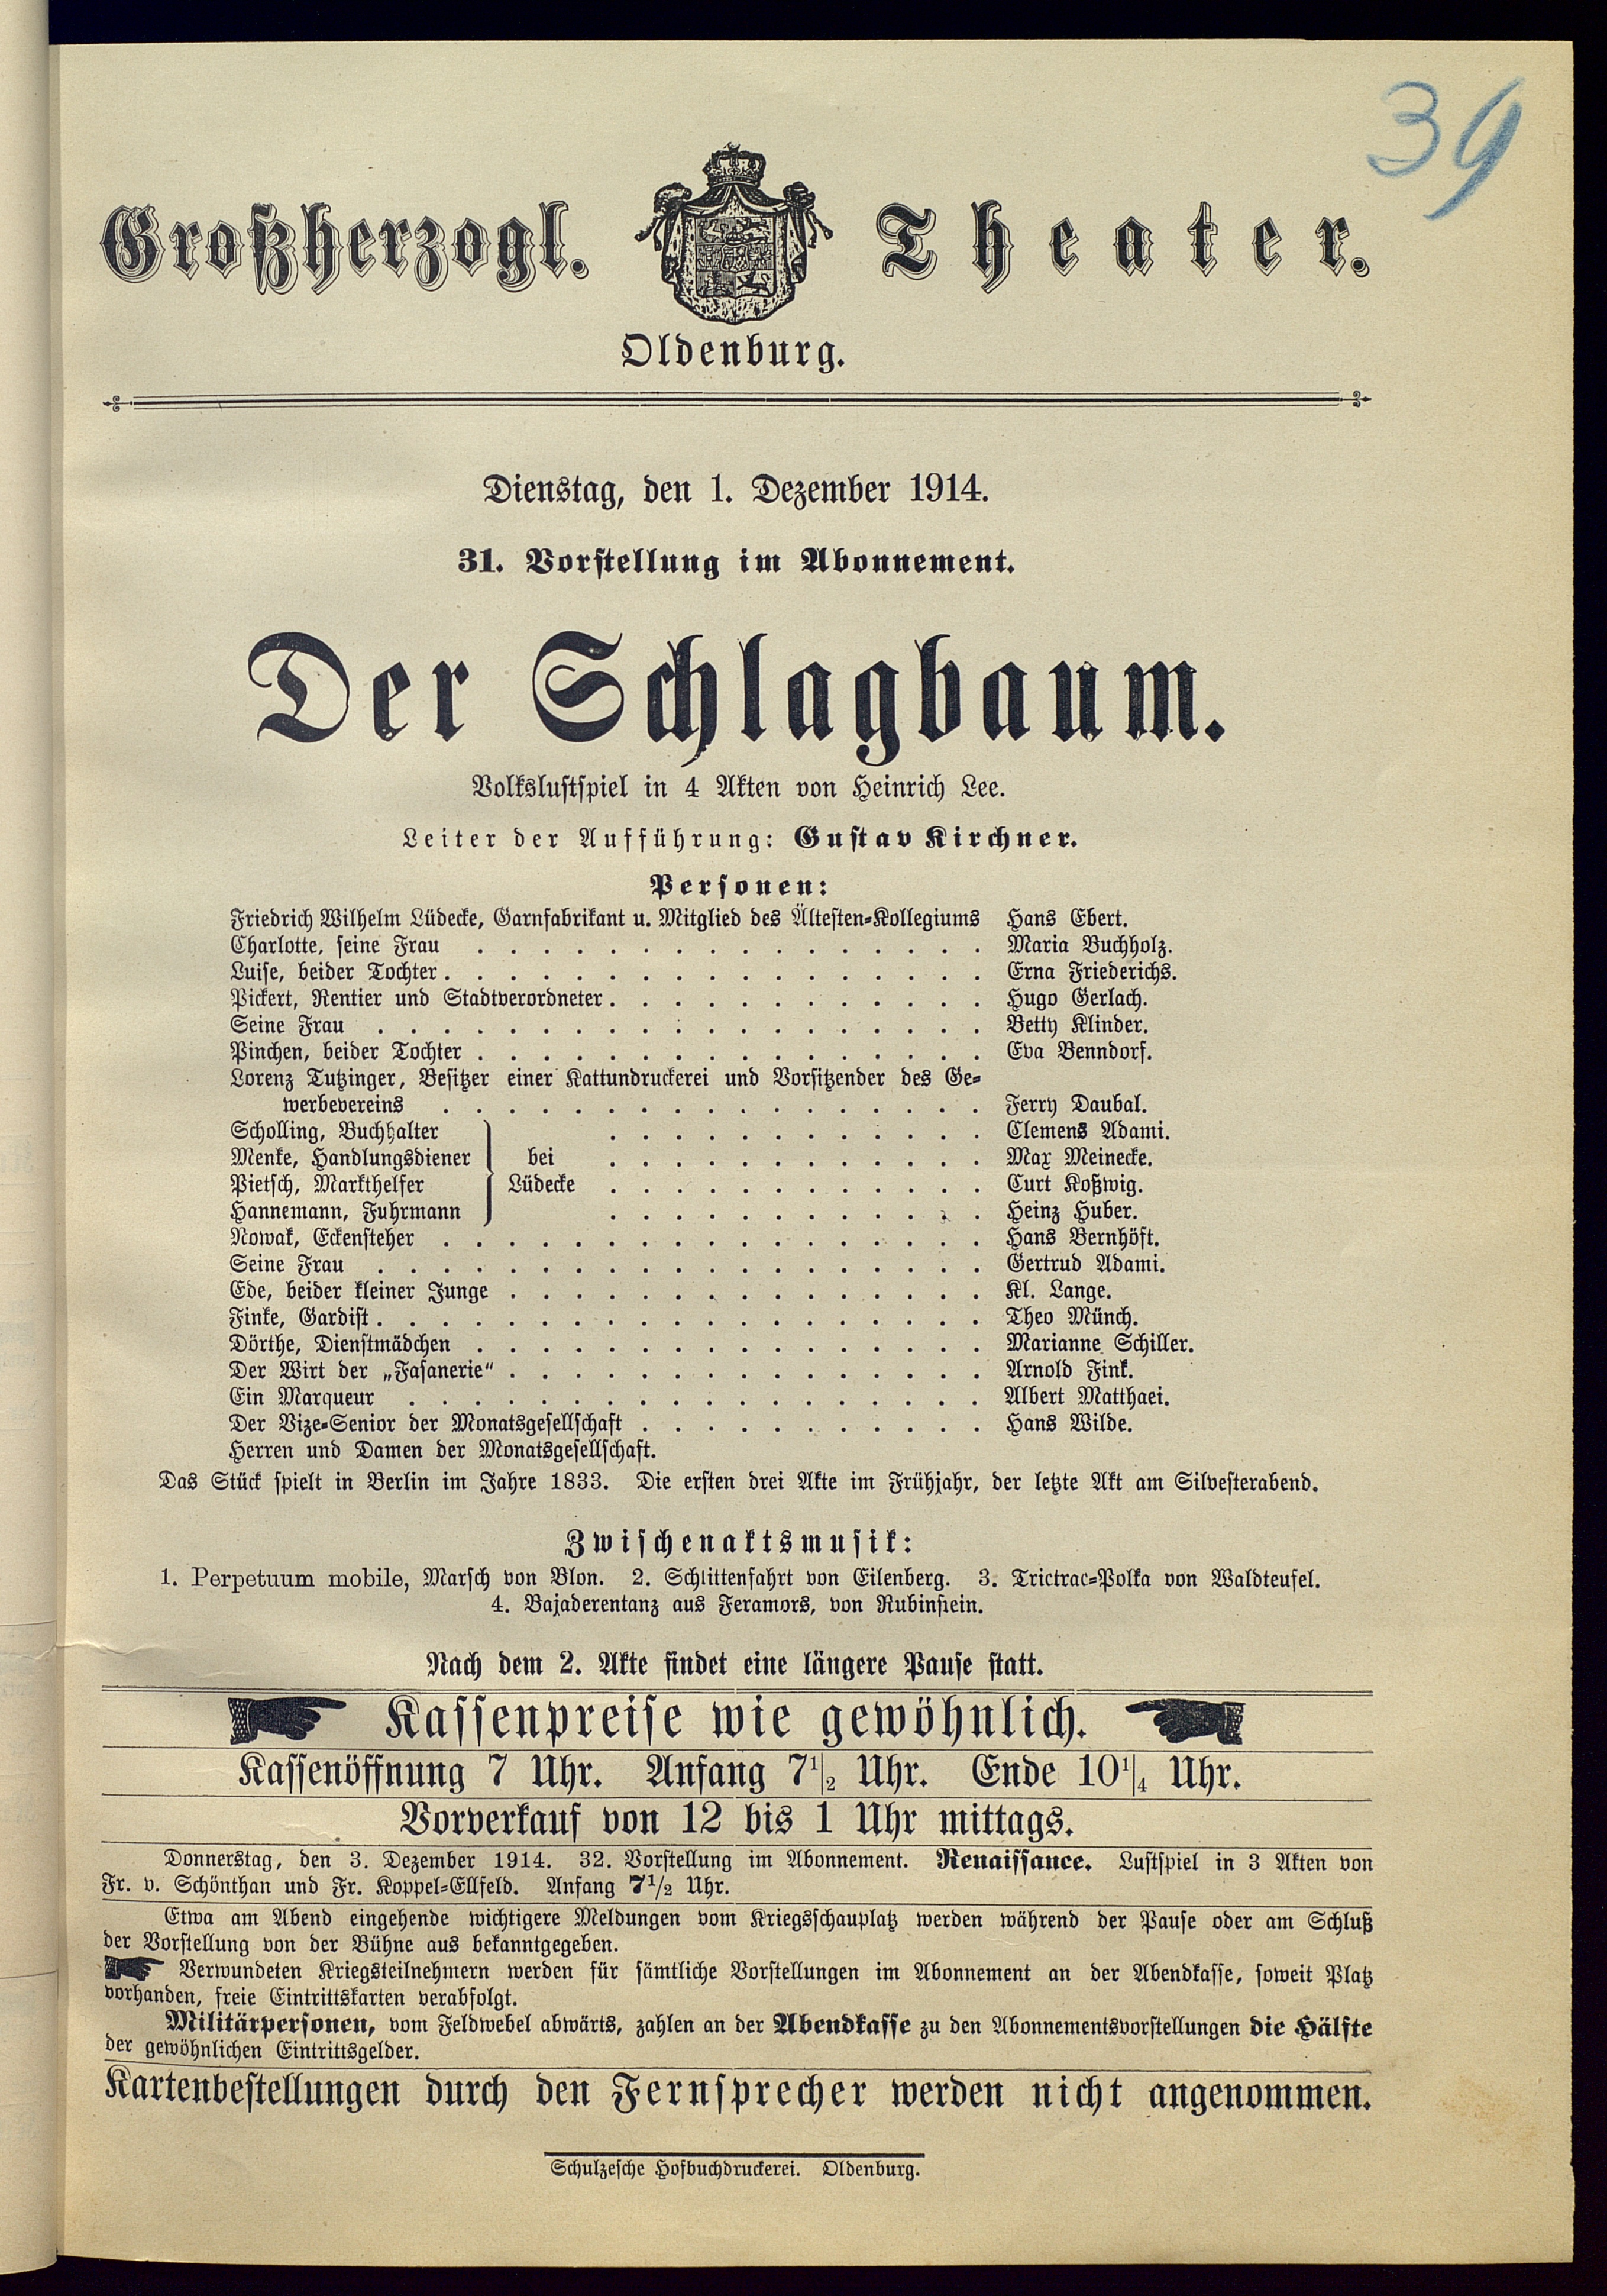 39
Großherzogl. Theater.
Oldenburg.
Dienstag, den 1. Dezember 1914.
31. Vorstellung im Abonnement.
Der Schlagbaum.
Volkslustspiel in 4 Akten von Heinrich Lee.
Leiter der Aufführung: Gustav Kirchner.
Personen:
Friedrich Wilhelm Lüdecke, Garnfabrikant u. Mitglied des Ältesten-Kollegiums Hans Ebert.
Charlotte, seine Frau . . . . . . . . . . . . . . . . Maria Buchholz.
Luise, beider Tochter . . . . . . . . . . . . . . . . . Erna Friederichs.
Pickert, Rentier und Stadtverordneter . . . . . . . . . . . . Hugo Gerlach.
Seine Frau . . . . . . . . . . . . . . . . . . . Betty Klinder.
Pinchen, beider Tochter . . . . . . . . . . . . . . . . Eva Benndorf.
Lorenz Tutzinger, Besitzer einer Kattundruckerei und Vorsitzender des Ge-
werbevereins . . . . . . . . . . . . . . . . . Ferry Daubal.
Scholling, Buchhalter . . . . . . . . . . . . Clemens Adami.
Menke, Handlungsdiener } bei . . . . . . . . . . . . Max Meinecke.
Pietsch, Markthelfer } Lüdecke . . . . . . . . . . . . Curt Koßwig.
Hannemann, Fuhrmann . . . . . . . . . . . . Heinz Huber.
Nowak, Eckensteher . . . . . . . . . . . . . . . . . Hans Bernhöft.
Seine Frau . . . . . . . . . . . . . . . . . . . Gertrud Adami.
Ede, beider kleiner Junge . . . . . . . . . . . . . . . Kl. Lange.
Finke, Gardist . . . . . . . . . . . . . . . . . . . Theo Münch.
Dörthe, Dienstmädchen . . . . . . . . . . . . . . . . Marianne Schiller.
Der Wirt der „Fasanerie“ . . . . . . . . . . . . . . . Arnold Fink.
Ein Marqueur . . . . . . . . . . . . . . . . . . Albert Matthaei.
Der Vize-Senior der Monatsgesellschaft . . . . . . . . . . . Hans Wilde.
Herren und Damen der Monatsgesellschaft.
Das Stück spielt in Berlin im Jahre 1833. Die ersten drei Akte im Frühjahr, der letzte Akt am Silvesterabend.
Zwischenaktsmusik:
1. Perpetuum mobile, Marsch von Blon. 2. Schlittenfahrt von Eilenberg. 3. Trictrac-Polka von Waldteufel.
4. Bajaderentanz aus Feramors, von Rubinstein.
Nach dem 2. Akte findet eine längere Pause statt.
Kassenpreise wie gewöhnlich.
Kassenöffnung 7 Uhr. Anfang 7 1/2 Uhr. Ende 10 1/4 Uhr.
Vorverkauf von 12 bis 1 Uhr mittags.
Donnerstag, den 3. Dezember 1914. 32. Vorstellung im Abonnement. Renaissance. Lustspiel in 3 Akten von
Fr. v. Schönthan und Fr. Koppel-Ellfeld. Anfang 7 1/2 Uhr.
Etwa am Abend eingehende wichtigere Meldungen vom Kriegsschauplatz werden während der Pause oder am Schluß
der Vorstellung von der Bühne aus bekanntgegeben.
Verwundeten Kriegsteilnehmern werden für sämtliche Vorstellungen im Abonnement an der Abendkasse, soweit Platz
vorhanden, freie Eintrittskarten verabfolgt.
Militärpersonen, vom Feldwebel abwärts, zahlen an der Abendkasse zu den Abonnementsvorstellungen die Hälfte
der gewöhnlichen Eintrittsgelder.
Kartenbestellungen durch den Fernsprecher werden nicht angenommen.
Schulzesche Hofbuchdruckerei. Oldenburg.